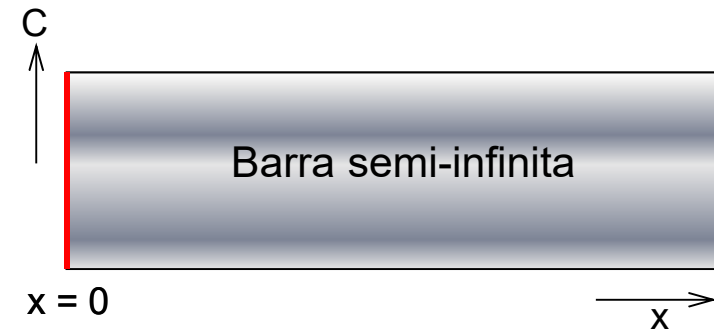 C
Barra semi-infinita
x = 0
x